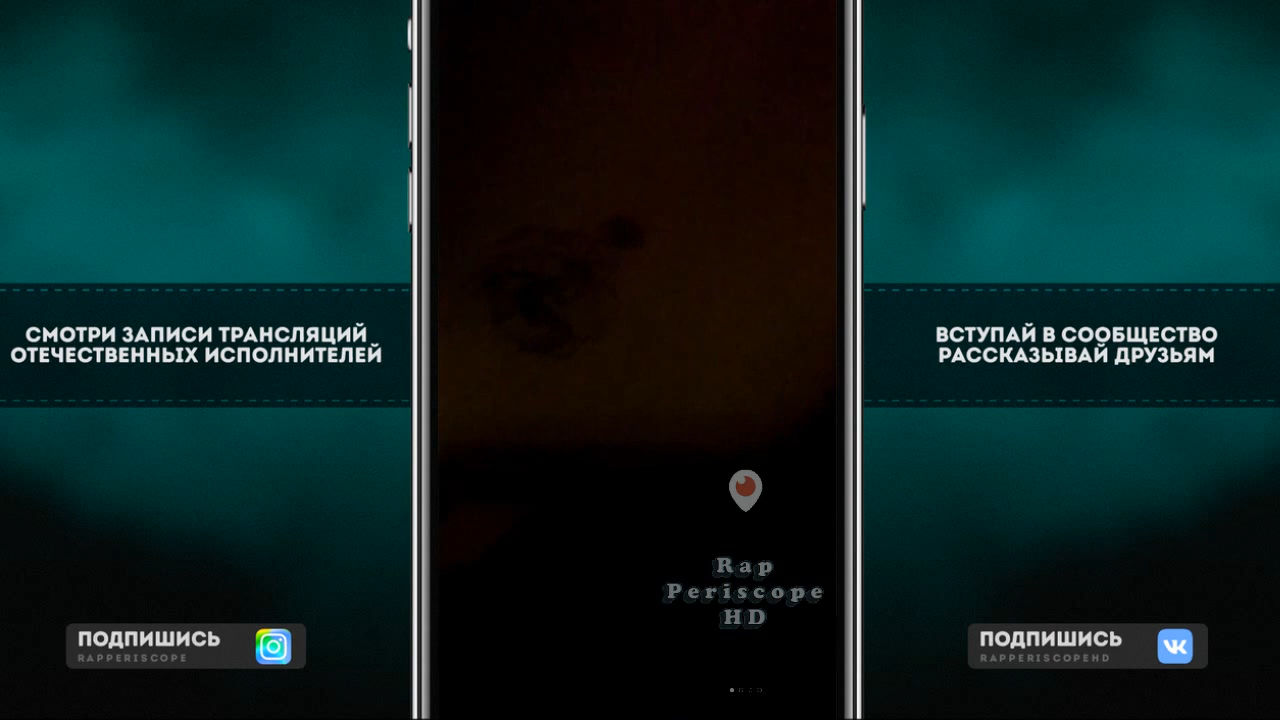 СМОТРИ ЗАПИСИ ТРАНСЛЯЦИЙ
ОТЕЧЕСТВЕННЫХ ИСПОЛНИТЕЛЕЙ
ВСТУПАЙ В СООБЩЕСТВО
РАССКАЗЫВАЙ ДРУЗЬЯМ
Rap
Periscope
HD
ПОДПИШИСЬ
RAPPERISCOPE
ПОДПИШИСЬ
RAPPERISCOPEHD